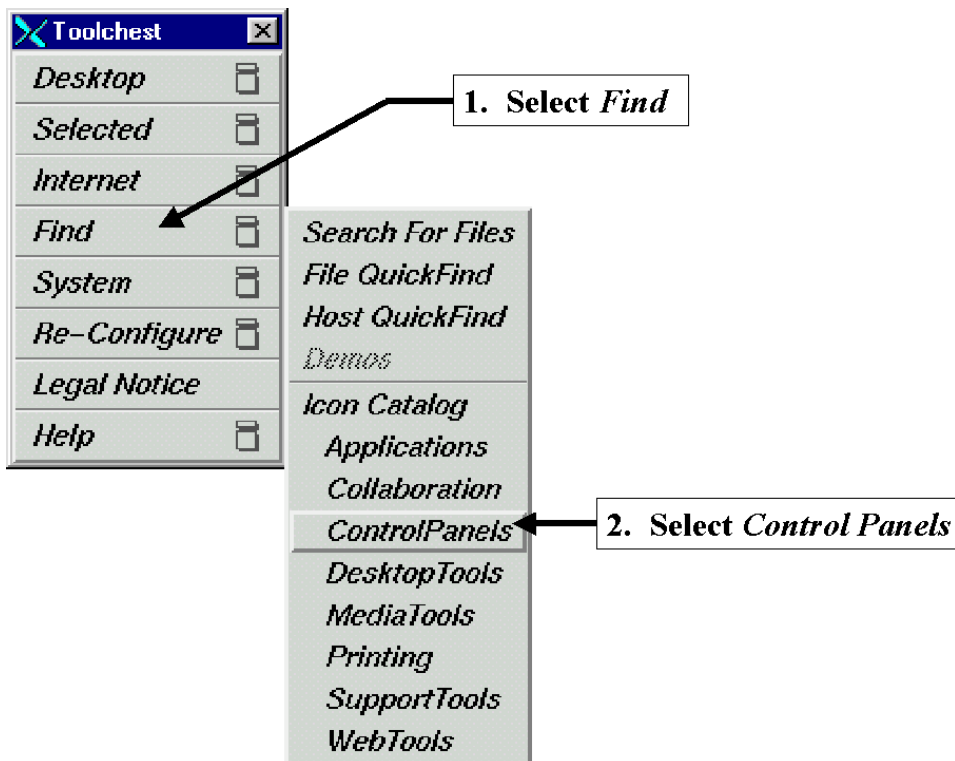 Toolchest
Desktop
Selected
Internet
Find
System
Re-Configure
Legal Notice
Help
1. Select Find
Search For Files
File QuickFind
Host QuickFind
Demos
Icon Catalog
Applications
Collaboration
ControlPanels
DesktopTools
MediaTools
Printing
SupportTools
WebTools
2. Select Control Panels